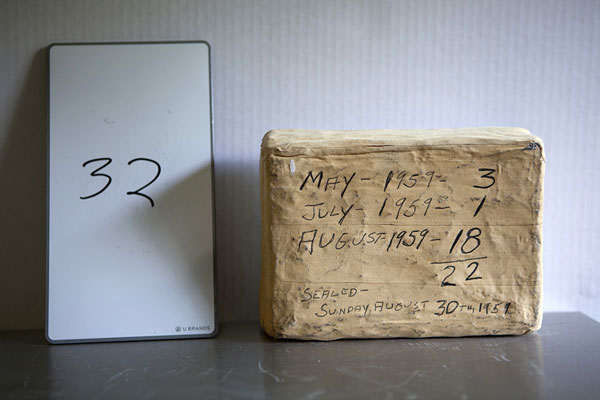 32
U BRANDS
MAY - 1959 - 3
JULY - 1959 - 1
AUGUST 1959 - 18
22
SEALED -
SUNDAY, AUGUST 30TH 1959